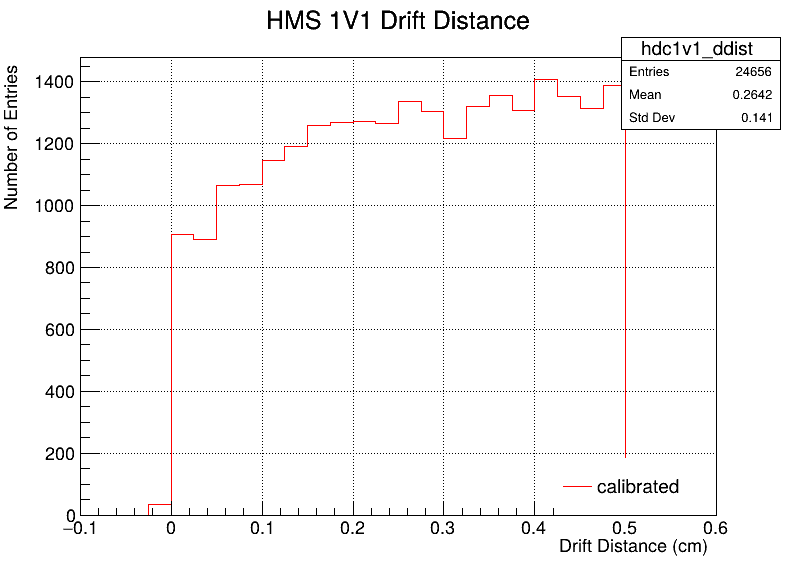 HMS 1V1 Drift Distance
hdc1v1_ddist
Entries 24656
Mean 0.2642
Std Dev 0.141
Number of Entries
1400
1200
1000
800
600
400
200
0
−0.1 0 0.1 0.2 0.3 0.4 0.5 0.6
Drift Distance (cm)
calibrated